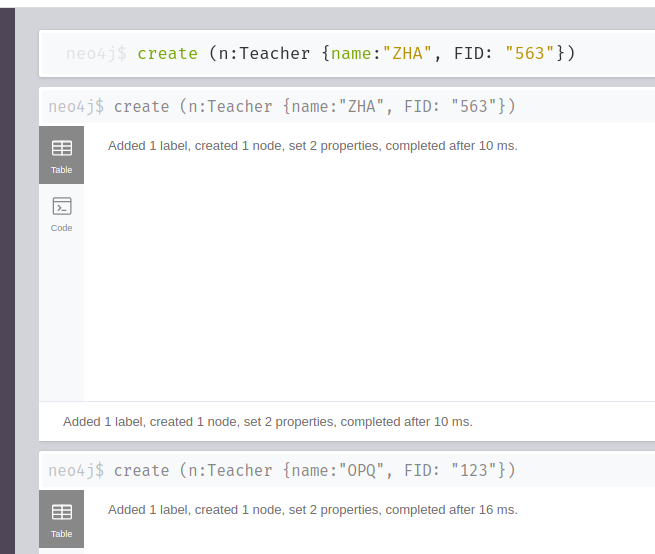 neo4j$ create (n:Teacher {name:"ZHA", FID: "563"})
neo4j$ create (n:Teacher {name:"ZHA", FID: "563"})
Table
Added 1 label, created 1 node, set 2 properties, completed after 10 ms.
Code
Added 1 label, created 1 node, set 2 properties, completed after 10 ms.
neo4j$ create (n:Teacher {name:"OPQ", FID: "123"})
Table
Added 1 label, created 1 node, set 2 properties, completed after 16 ms.